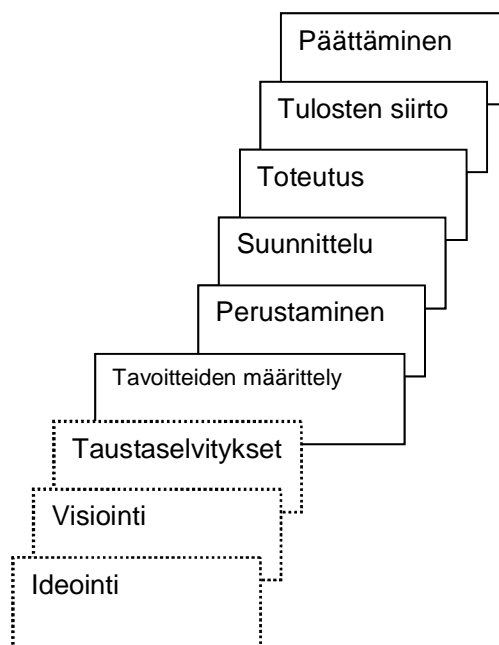 Päättäminen
Tulosten siirto
Toteutus
Suunnittelu
Perustaminen
Tavoitteiden määrittely
Taustaselvitykset
Visiointi
Ideointi